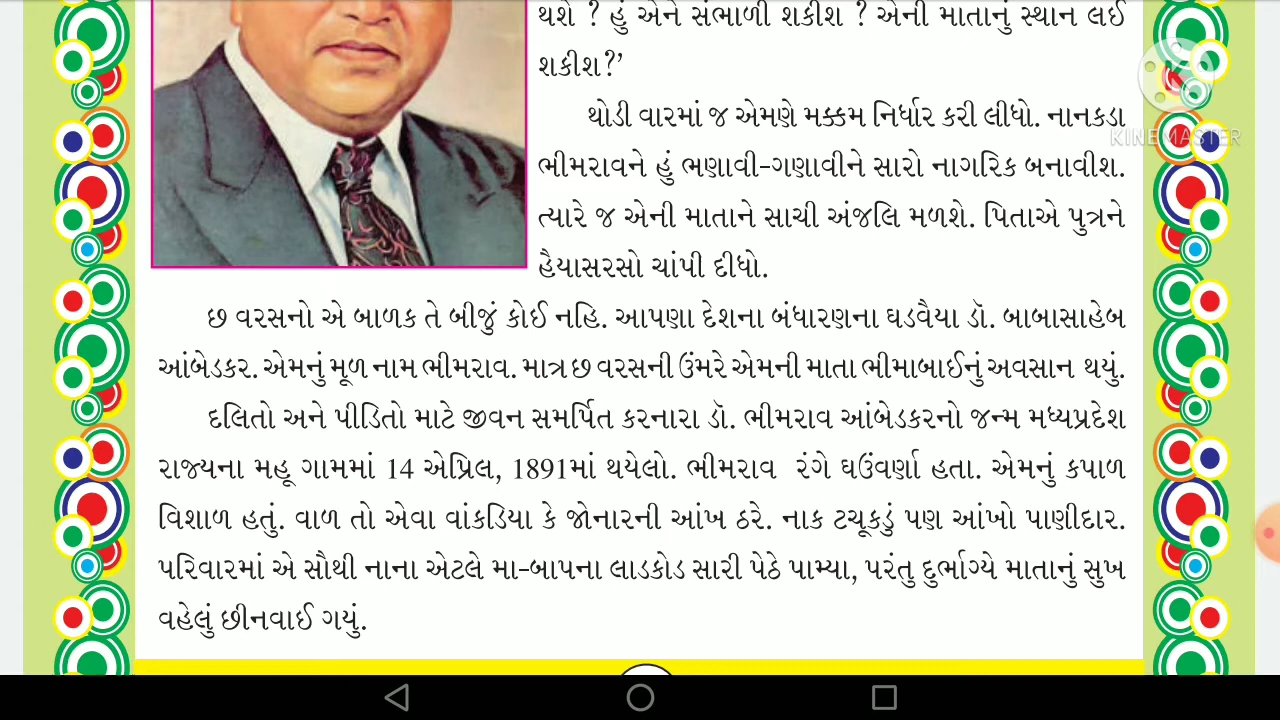 થશે ? હું એને સંભાળી શકીશ ? એની માતાનું સ્થાન લઈ
શકીશ?’
થોડી વારમાં જ એમણે મક્કમ નિર્ધાર કરી લીધો. નાનકડા
ભીમરાવને હું ભણાવી-ગણાવીને સારો નાગરિક બનાવીશ.
ત્યારે જ એની માતાને સાચી અંજલિ મળશે. પિતાએ પુત્રને
હૈયાસરસો ચાંપી દીધો.
છ વરસનો એ બાળક તે બીજું કોઈ નહિ. આપણા દેશના બંધારણના ઘડવૈયા ડૉ. બાબાસાહેબ
આંબેડકર. એમનું મૂળ નામ ભીમરાવ. માત્ર છ વરસની ઉંમરે એમની માતા ભીમાબાઈનું અવસાન થયું.
દલિતો અને પીડિતો માટે જીવન સમર્પિત કરનારા ડૉ. ભીમરાવ આંબેડકરનો જન્મ મધ્યપ્રદેશ
રાજ્યના મહૂ ગામમાં 14 એપ્રિલ, 1891માં થયેલો. ભીમરાવ રંગે ઘઉંવર્ણા હતા. એમનું કપાળ
વિશાળ હતું. વાળ તો એવા વાંકડિયા કે જોનારની આંખ ઠરે. નાક ટચૂકડું પણ આંખો પાણીદાર.
પરિવારમાં એ સૌથી નાના એટલે મા-બાપના લાડકોડ સારી પેઠે પામ્યા, પરંતુ દુર્ભાગ્યે માતાનું સુખ
વહેલું છીનવાઈ ગયું.
KINEMASTER